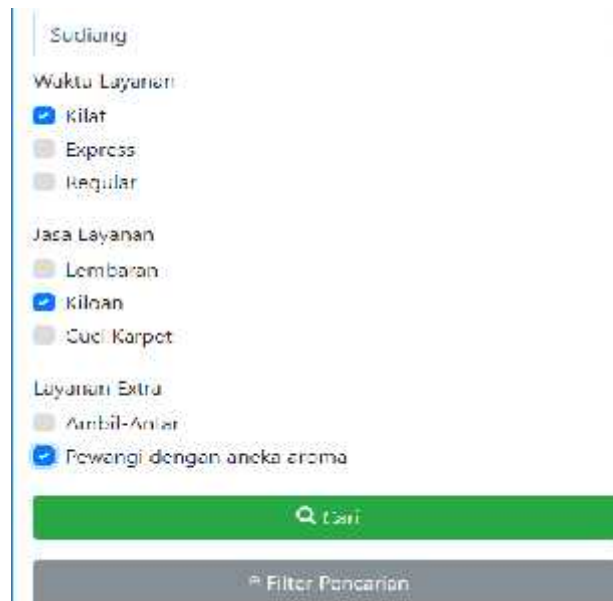 Sudiang
Waktu Layanan
Kilat
Express
Regular
Jasa Layanan
Lembaran
Kiloan
Cuci Karpet
Layanan Extra
Ambil-Antar
Pewangi dengan aneka aroma
Cari
Filter Pencarian